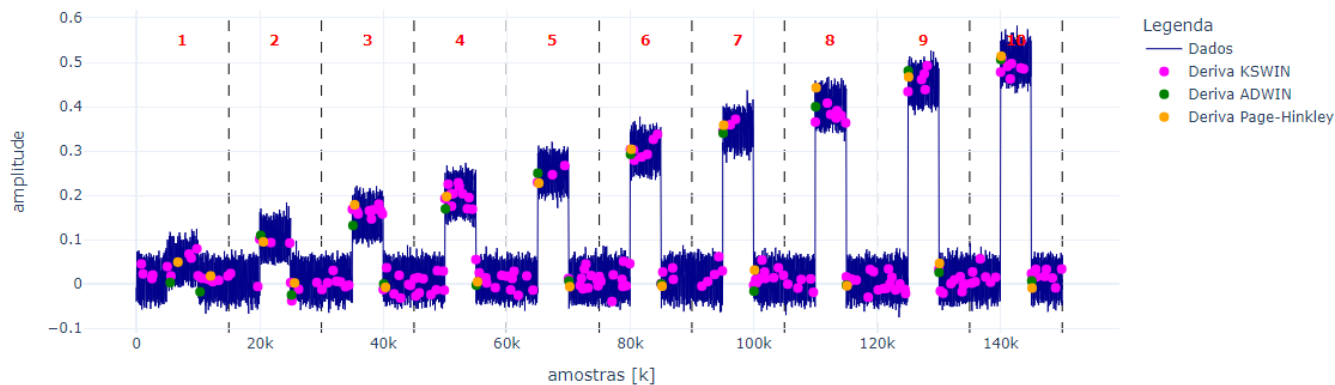 0.6
0.5
0.4
0.3
0.2
0.1
0
−0.1
amplitude
1 2 3 4 5 6 7 8 9 10
0 20k 40k 60k 80k 100k 120k 140k
amostras [k]
Legenda
Dados
Deriva KSWIN
Deriva ADWIN
Deriva Page-Hinkley